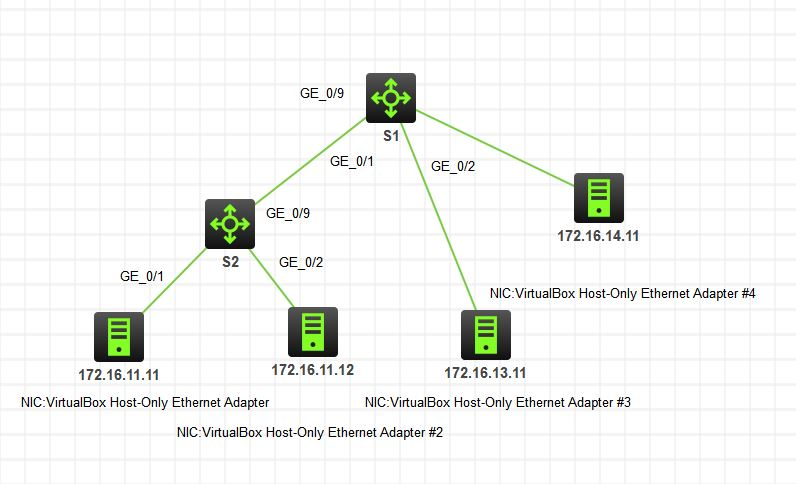 GE_0/9
S1
GE_0/1
GE_0/2
GE_0/9
172.16.14.11
S2
GE_0/2
GE_0/1
NIC:VirtualBox Host-Only Ethernet Adapter #4
172.16.11.11
172.16.11.12
172.16.13.11
NIC:VirtualBox Host-Only Ethernet Adapter
NIC:VirtualBox Host-Only Ethernet Adapter #3
NIC:VirtualBox Host-Only Ethernet Adapter #2